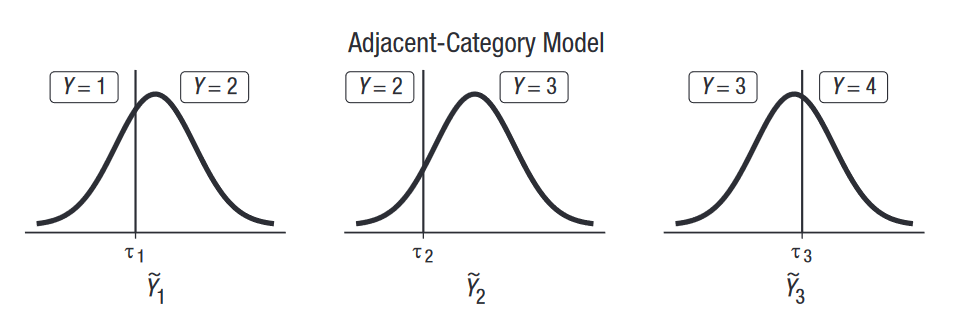 Adjacent-Category Model
Y = 1 Y = 2 Y = 2 Y = 3 Y = 3 Y = 4
τ1 τ2 τ3
Ỹ1 Ỹ2 Ỹ3